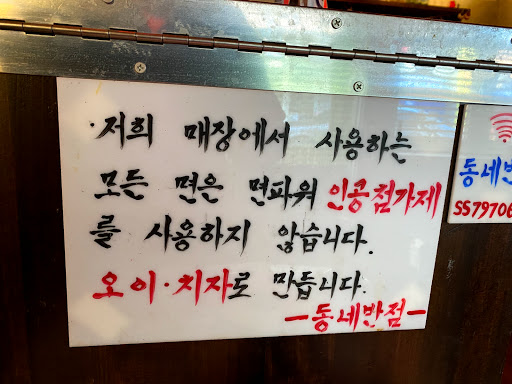 ·저희 매장에서 사용하는
모든 면은 면파워 인공첨가제
를 사용하지 않습니다.
오이·치자로 만듭니다.
-동네반점-
동네반
SS79706